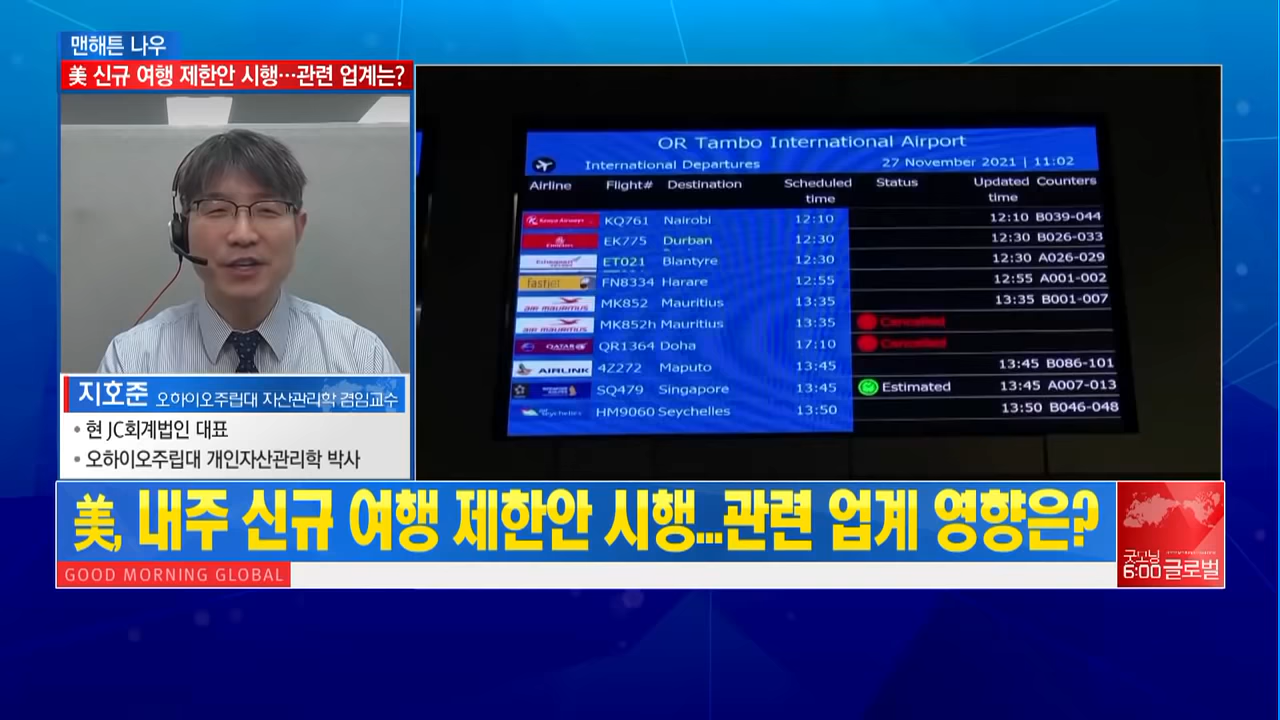 맨해튼 나우
美 신규 여행 제한안 시행…관련 업계는?
지호준 오하이오주립대 자산관리학 겸임교수
• 현 JC회계법인 대표
• 오하이오주립대 개인자산관리학 박사
OR Tambo International Airport
International Departures 27 November 2021 | 11:02
Airline Flight# Destination Scheduled time Status Updated time Counters
Kenya Airways KQ761 Nairobi 12:10 12:10 B039-044
Emirates EK775 Durban 12:30 12:30 B026-033
Ethiopian ET021 Blantyre 12:30 12:30 A026-029
fastjet FN8334 Harare 12:55 12:55 A001-002
AIR MAURITIUS MK852 Mauritius 13:35 13:35 B001-007
AIR MAURITIUS MK852h Mauritius 13:35 Cancelled
QATAR QR1364 Doha 17:10 Cancelled
AIRLINK 4Z272 Maputo 13:45 13:45 B086-101
SQ479 Singapore 13:45 Estimated 13:45 A007-013
Seychelles HM9060 Seychelles 13:50 13:50 B046-048
美, 내주 신규 여행 제한안 시행...관련 업계 영향은?
GOOD MORNING GLOBAL
굿모닝
6:00 글로벌